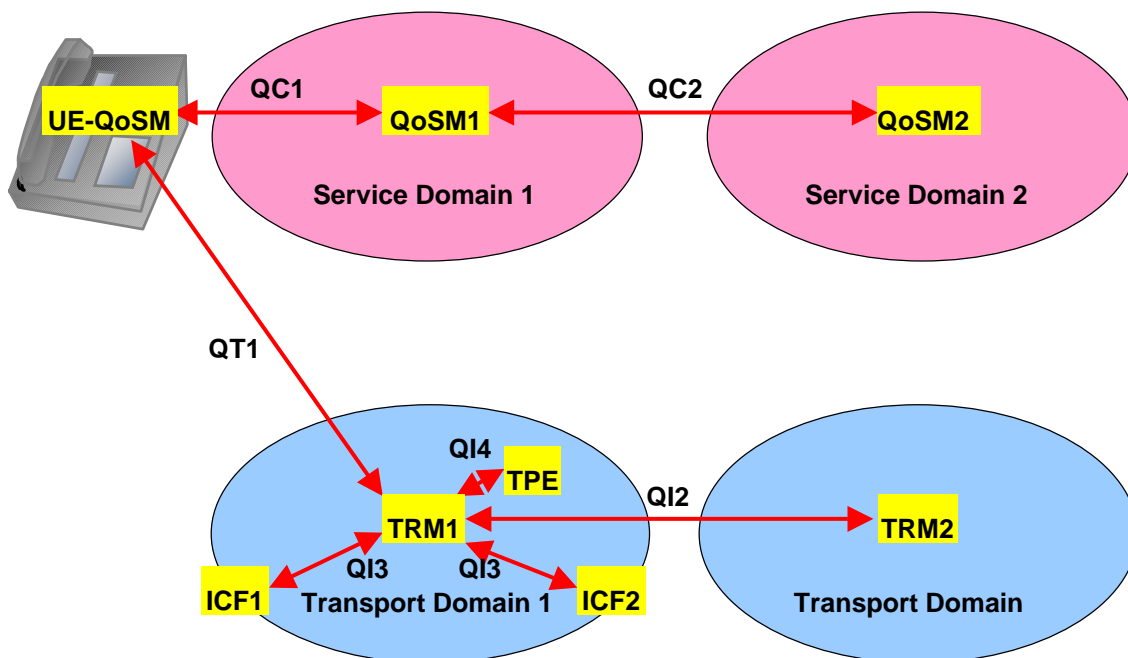 QC1
QC2
UE-QoSM
QoSM1
QoSM2
Service Domain 1
Service Domain 2
QT1
QI4
TPE
QI2
TRM1
TRM2
QI3
QI3
ICF1
ICF2
Transport Domain 1
Transport Domain